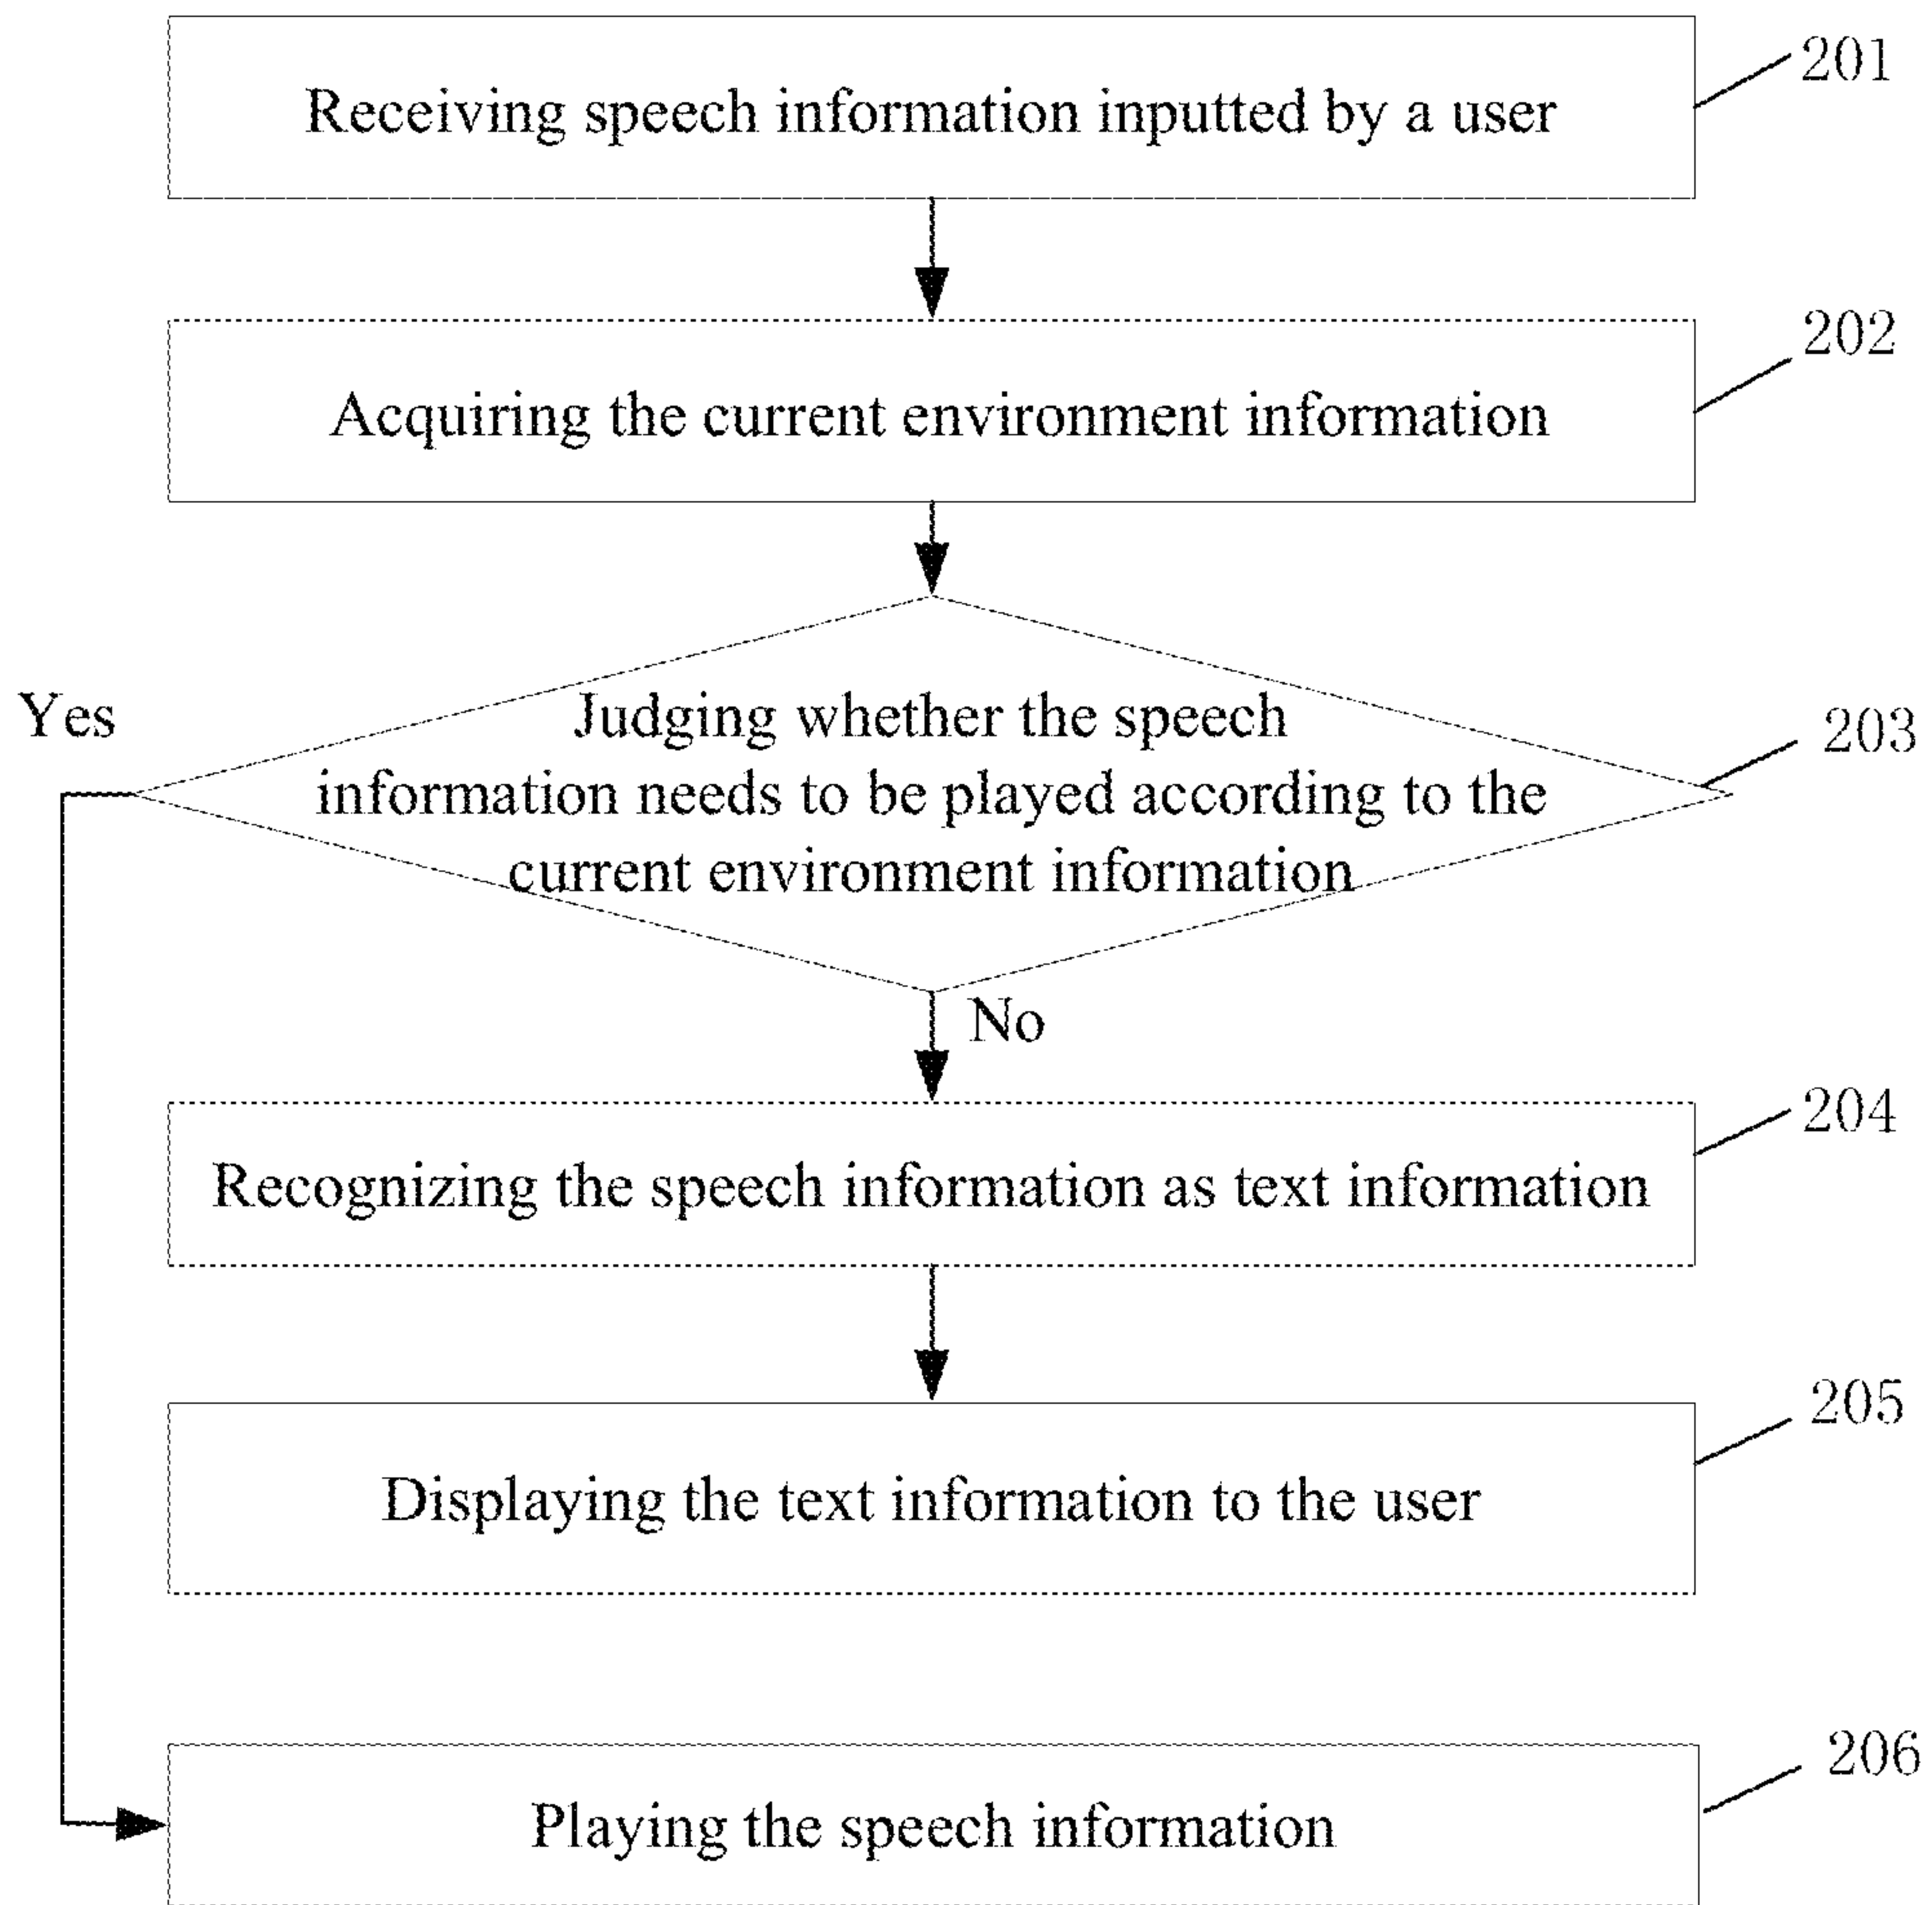 Receiving speech information inputted by a user
201
Acquiring the current environment information
202
Yes
Judging whether the speech
information needs to be played according to the
current environment information
203
No
Recognizing the speech information as text information
204
Displaying the text information to the user
205
Playing the speech information
206